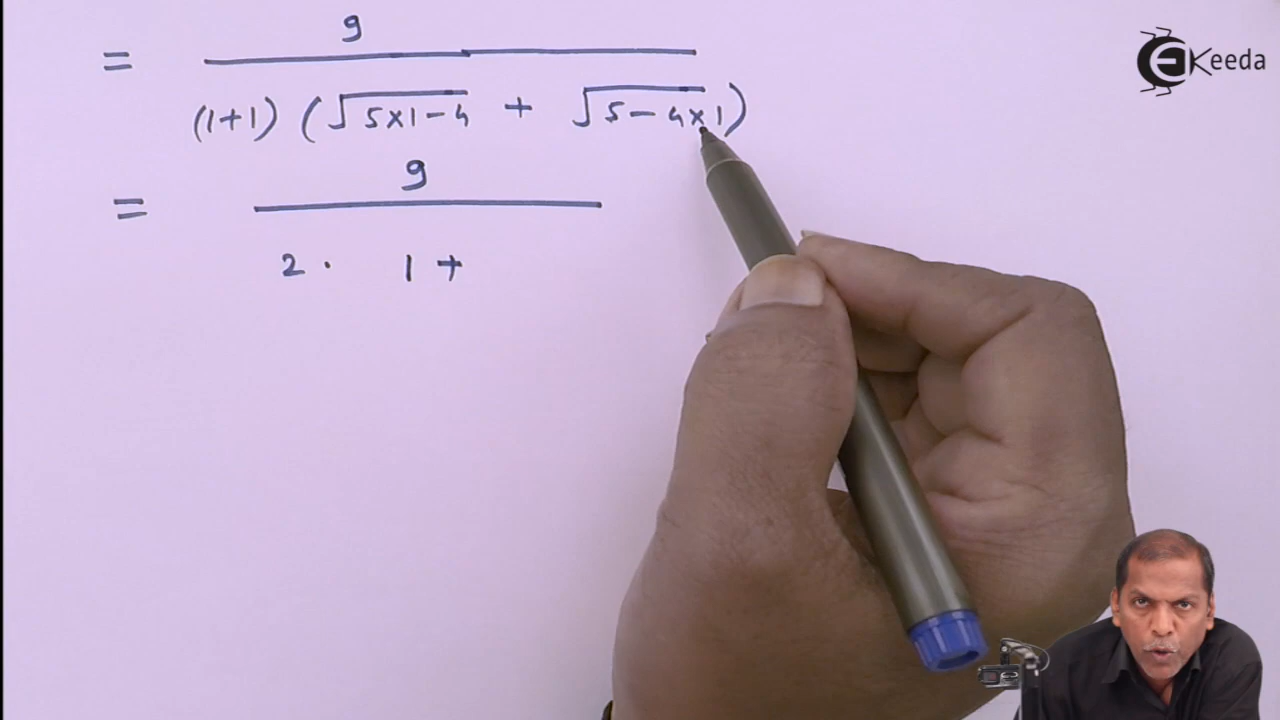 EKeeda
= 9
(1+1) (√5×1-4 + √5-4×1)
= 9
2 · 1 +